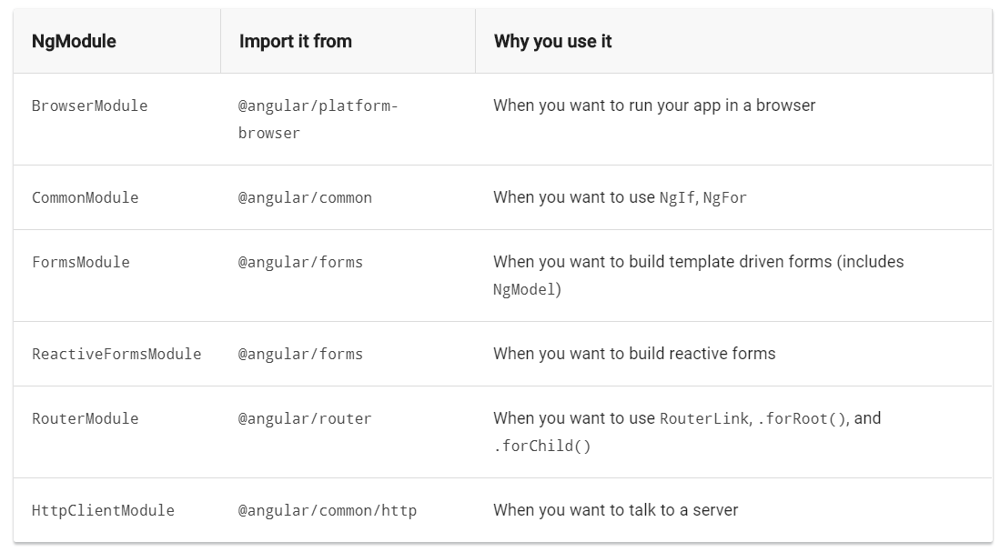 NgModule Import it from Why you use it
BrowserModule @angular/platform- When you want to run your app in a browser
browser
CommonModule @angular/common When you want to use NgIf, NgFor
FormsModule @angular/forms When you want to build template driven forms (includes
NgModel)
ReactiveFormsModule @angular/forms When you want to build reactive forms
RouterModule @angular/router When you want to use RouterLink, .forRoot(), and
.forChild()
HttpClientModule @angular/common/http When you want to talk to a server